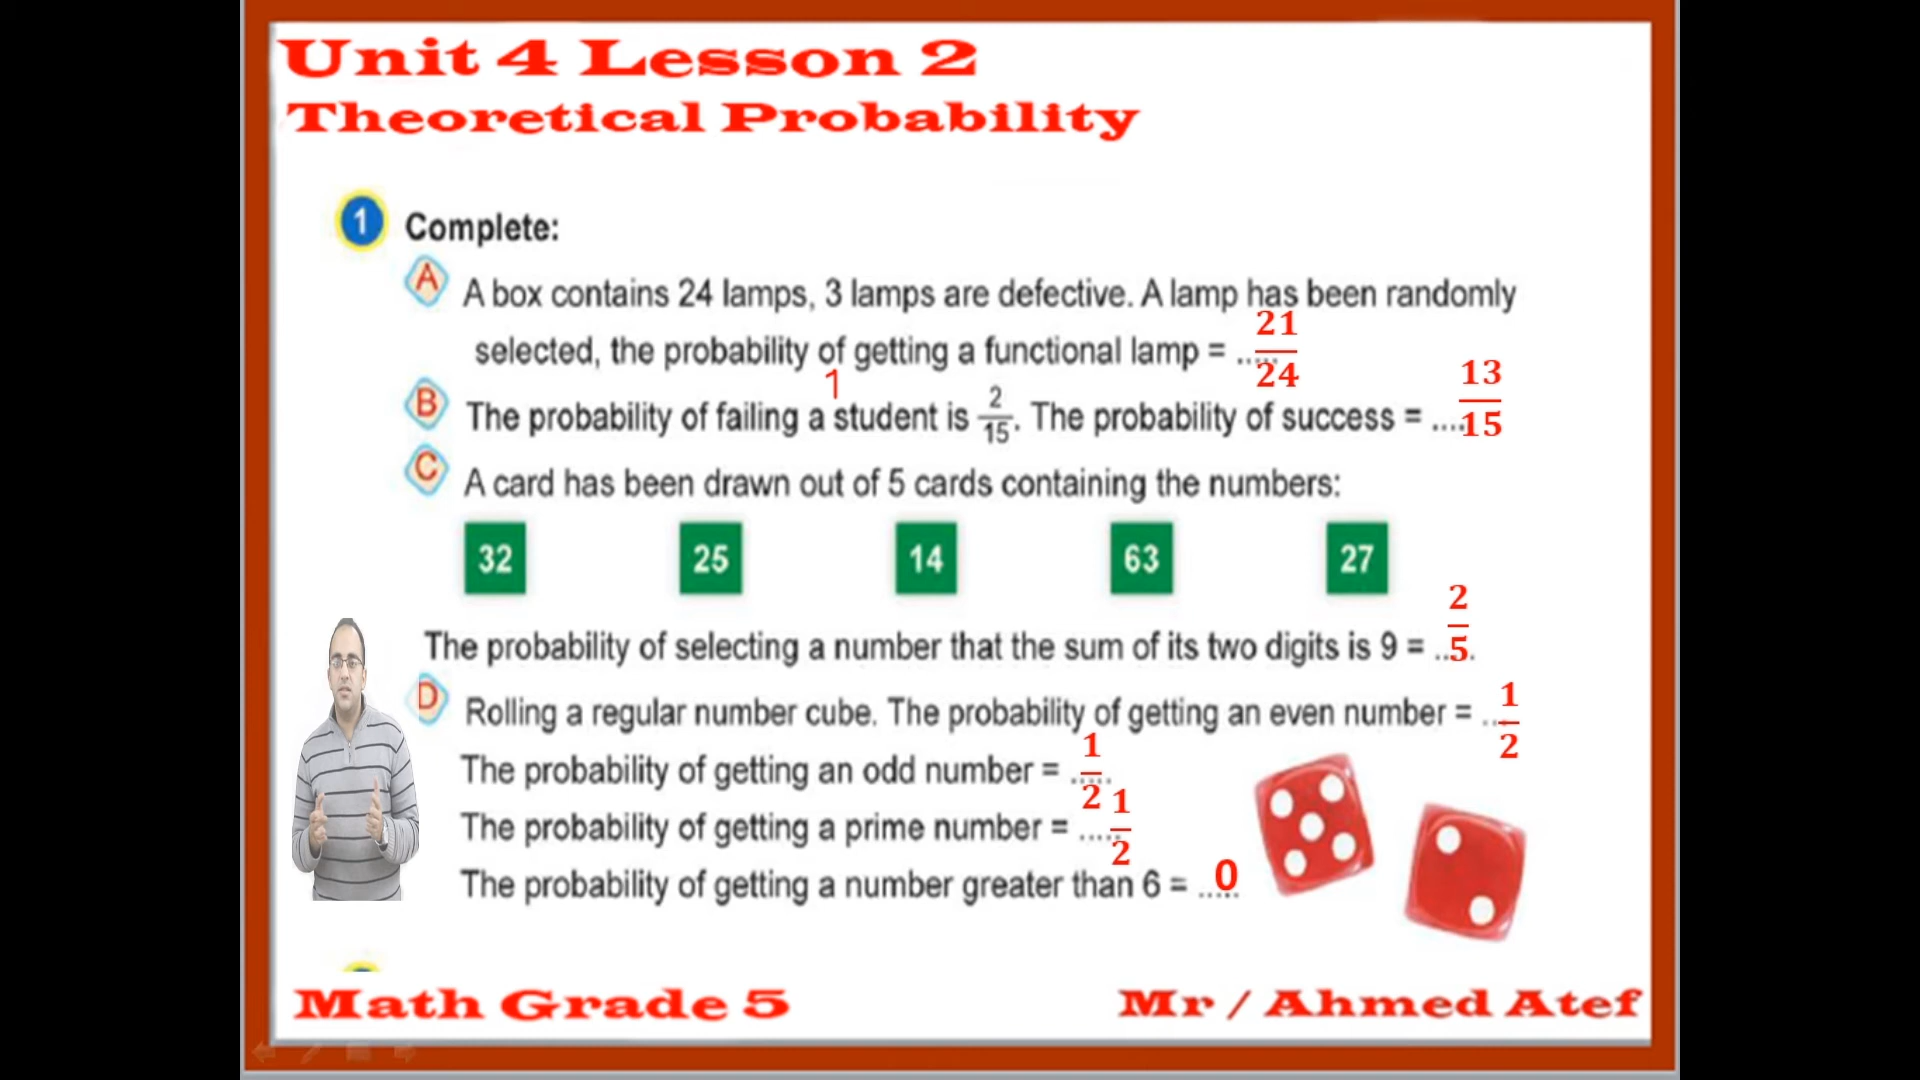 Unit 4 Lesson 2
Theoretical Probability
1 Complete:
A A box contains 24 lamps, 3 lamps are defective. A lamp has been randomly
selected, the probability of getting a functional lamp = ..... 21/24
1
B The probability of failing a student is 2/15. The probability of success = .... 13/15
C A card has been drawn out of 5 cards containing the numbers:
32 25 14 63 27
The probability of selecting a number that the sum of its two digits is 9 = ..... 2/5
D Rolling a regular number cube. The probability of getting an even number = ... 1/2
The probability of getting an odd number = ..... 1/2
The probability of getting a prime number = ..... 1/2
The probability of getting a number greater than 6 = ..... 0
Math Grade 5
Mr / Ahmed Atef